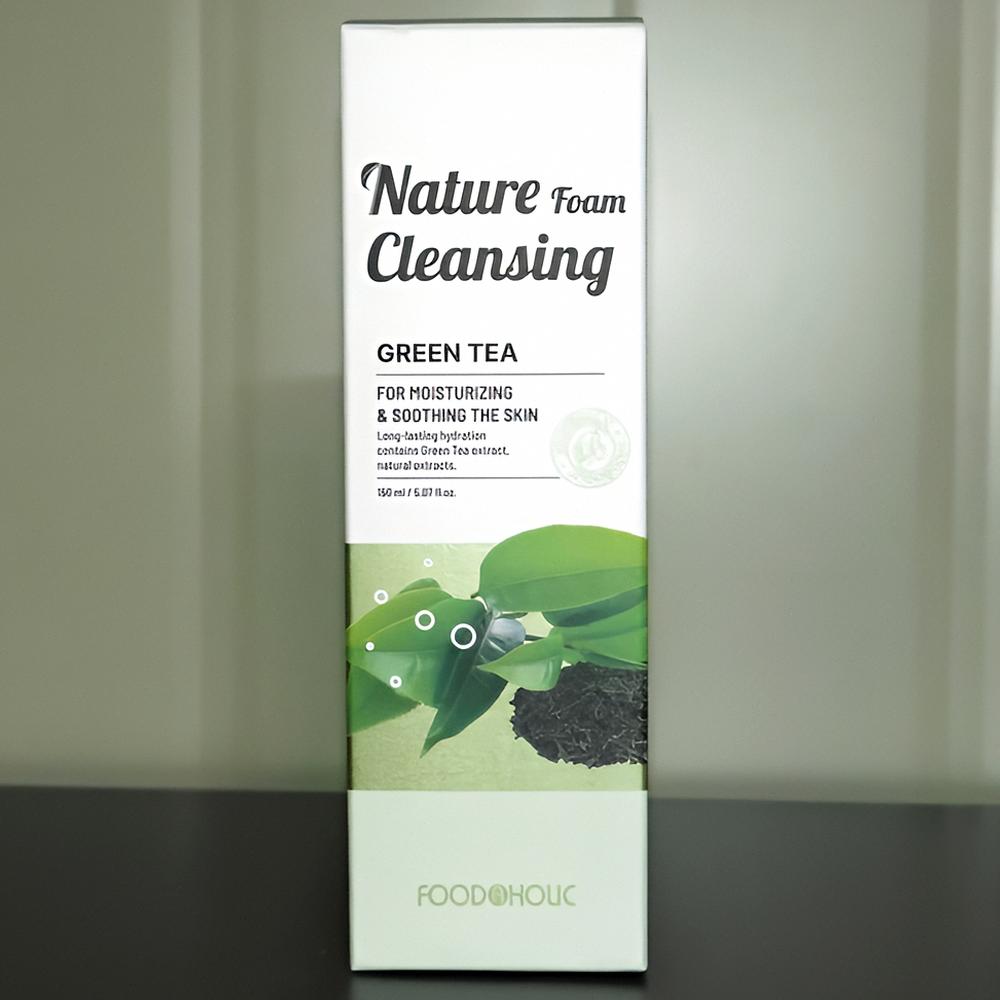 Nature Foam
Cleansing
GREEN TEA
FOR MOISTURIZING
& SOOTHING THE SKIN
Long-lasting hydration
contains Green Tea extract,
natural extracts.
150 ml / 5.07 fl.oz.
FOODOHOLIC